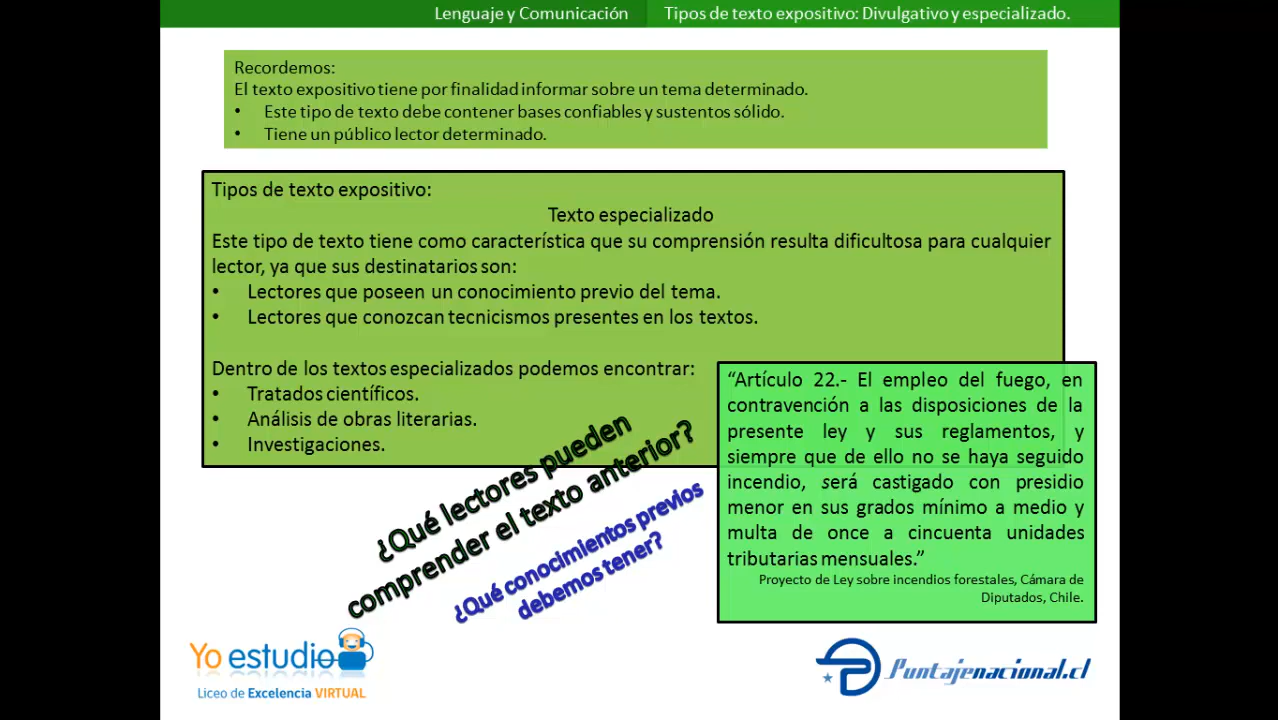 Lenguaje y Comunicación
Tipos de texto expositivo: Divulgativo y especializado.
Recordemos:
El texto expositivo tiene por finalidad informar sobre un tema determinado.
• Este tipo de texto debe contener bases confiables y sustentos sólido.
• Tiene un público lector determinado.
Tipos de texto expositivo:
Texto especializado
Este tipo de texto tiene como característica que su comprensión resulta dificultosa para cualquier
lector, ya que sus destinatarios son:
• Lectores que poseen un conocimiento previo del tema.
• Lectores que conozcan tecnicismos presentes en los textos.
Dentro de los textos especializados podemos encontrar:
• Tratados científicos.
• Análisis de obras literarias.
• Investigaciones.
“Artículo 22.- El empleo del fuego, en
contravención a las disposiciones de la
presente ley y sus reglamentos, y
siempre que de ello no se haya seguido
incendio, será castigado con presidio
menor en sus grados mínimo a medio y
multa de once a cincuenta unidades
tributarias mensuales.”
Proyecto de Ley sobre incendios forestales, Cámara de
Diputados, Chile.
¿Qué lectores pueden
comprender el texto anterior?
¿Qué conocimientos previos
debemos tener?
Yo estudio
Liceo de Excelencia VIRTUAL
Puntajenacional.cl